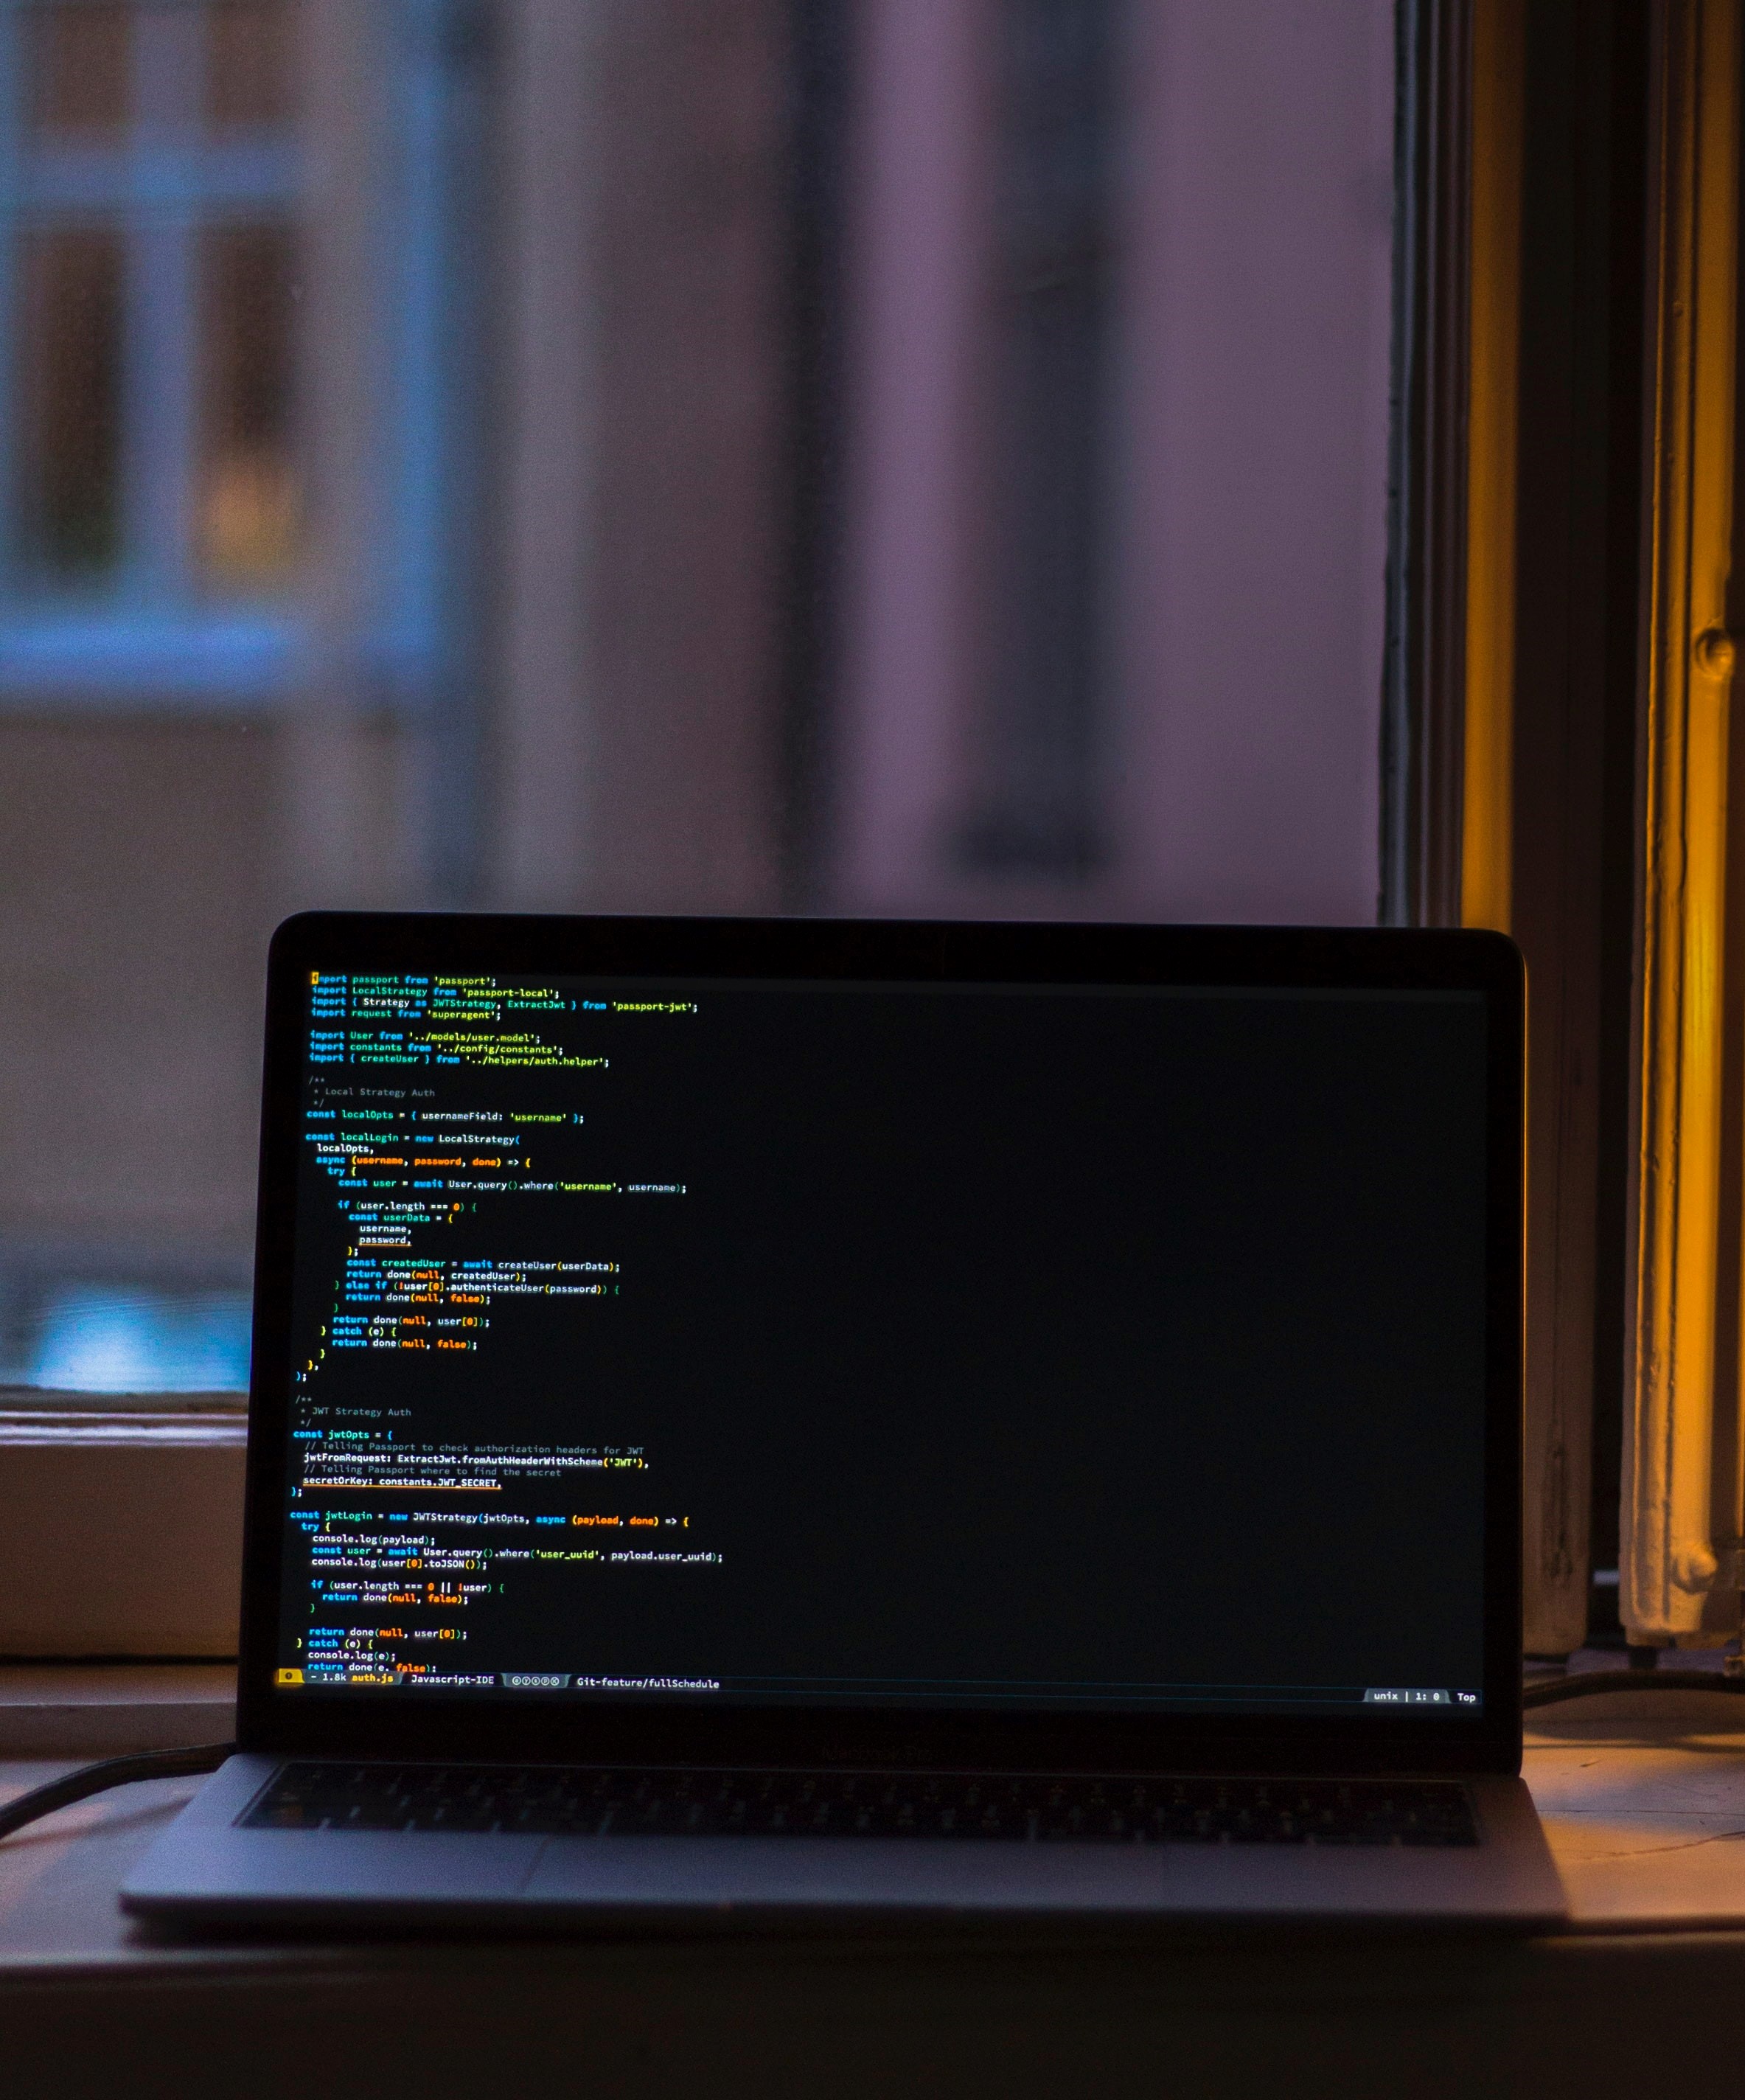 import passport from 'passport';
import LocalStrategy from 'passport-local';
import { Strategy as JWTStrategy, ExtractJwt } from 'passport-jwt';
import request from 'superagent';
import User from '../models/user.model';
import constants from '../config/constants';
import { createUser } from '../helpers/auth.helper';
/**
* Local Strategy Auth
*/
const localOpts = { usernameField: 'username' };
const localLogin = new LocalStrategy(
localOpts,
async (username, password, done) => {
try {
const user = await User.query().where('username', username);
if (user.length === 0) {
const userData = {
username,
password,
};
const createdUser = await createUser(userData);
return done(null, createdUser);
} else if (!user[0].authenticateUser(password)) {
return done(null, false);
}
return done(null, user[0]);
} catch (e) {
return done(null, false);
}
},
);
/**
* JWT Strategy Auth
*/
const jwtOpts = {
// Telling Passport to check authorization headers for JWT
jwtFromRequest: ExtractJwt.fromAuthHeaderWithScheme('JWT'),
// Telling Passport where to find the secret
secretOrKey: constants.JWT_SECRET,
};
const jwtLogin = new JWTStrategy(jwtOpts, async (payload, done) => {
try {
console.log(payload);
const user = await User.query().where('user_uuid', payload.user_uuid);
console.log(user[0].toJSON());
if (user.length === 0 || !user) {
return done(null, false);
}
return done(null, user[0]);
} catch (e) {
console.log(e);
return done(e, false);
- 1.8k auth.js Javascript-IDE Git-feature/fullSchedule unix | 1: 0 Top